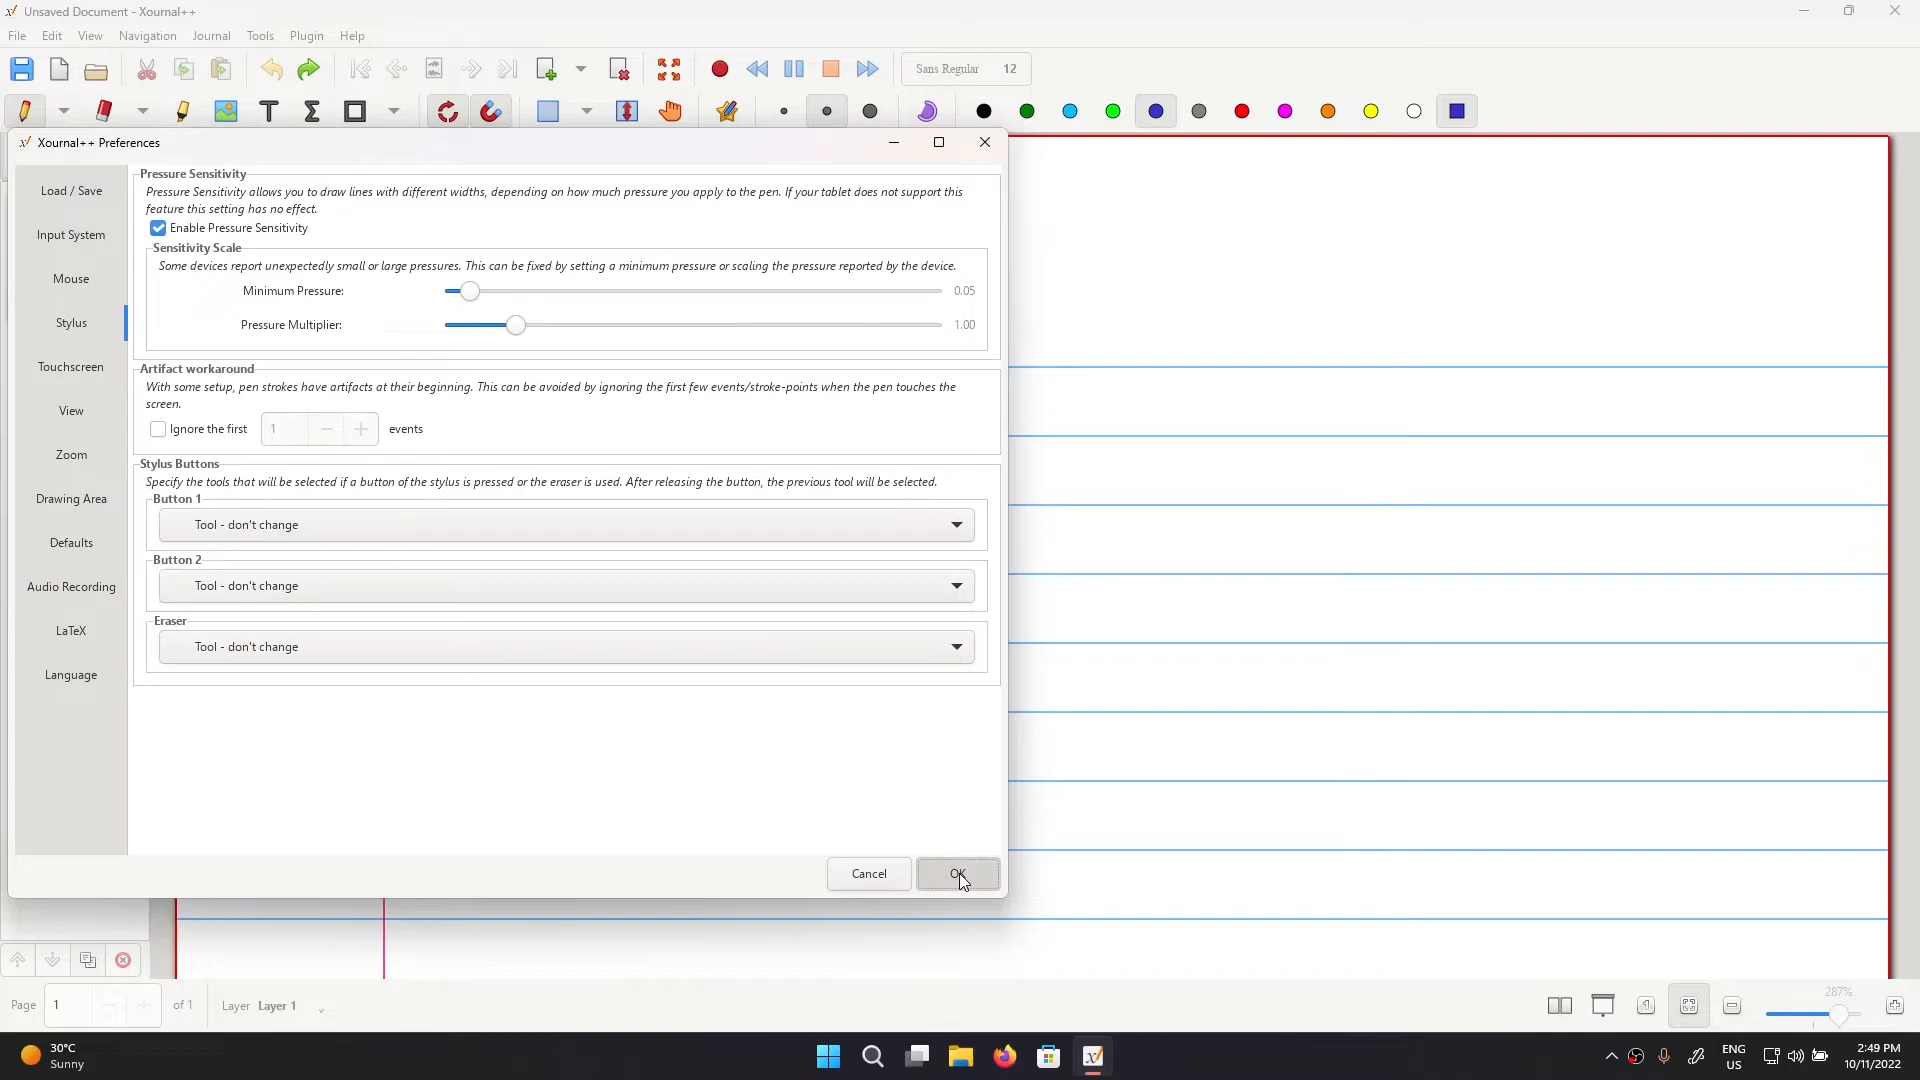 Unsaved Document - Xournal++
File Edit View Navigation Journal Tools Plugin Help
Sans Regular 12
Xournal++ Preferences
Load / Save
Input System
Mouse
Stylus
Touchscreen
View
Zoom
Drawing Area
Defaults
Audio Recording
LaTeX
Language
Pressure Sensitivity
Pressure Sensitivity allows you to draw lines with different widths, depending on how much pressure you apply to the pen. If your tablet does not support this
feature this setting has no effect.
Enable Pressure Sensitivity
Sensitivity Scale
Some devices report unexpectedly small or large pressures. This can be fixed by setting a minimum pressure or scaling the pressure reported by the device.
Minimum Pressure: 0.05
Pressure Multiplier: 1.00
Artifact workaround
With some setup, pen strokes have artifacts at their beginning. This can be avoided by ignoring the first few events/stroke-points when the pen touches the
screen.
Ignore the first 1 events
Stylus Buttons
Specify the tools that will be selected if a button of the stylus is pressed or the eraser is used. After releasing the button, the previous tool will be selected.
Button 1
Tool - don't change
Button 2
Tool - don't change
Eraser
Tool - don't change
Cancel OK
Page 1 of 1 Layer Layer 1
287%
30°C
Sunny
ENG
US
2:49 PM
10/11/2022